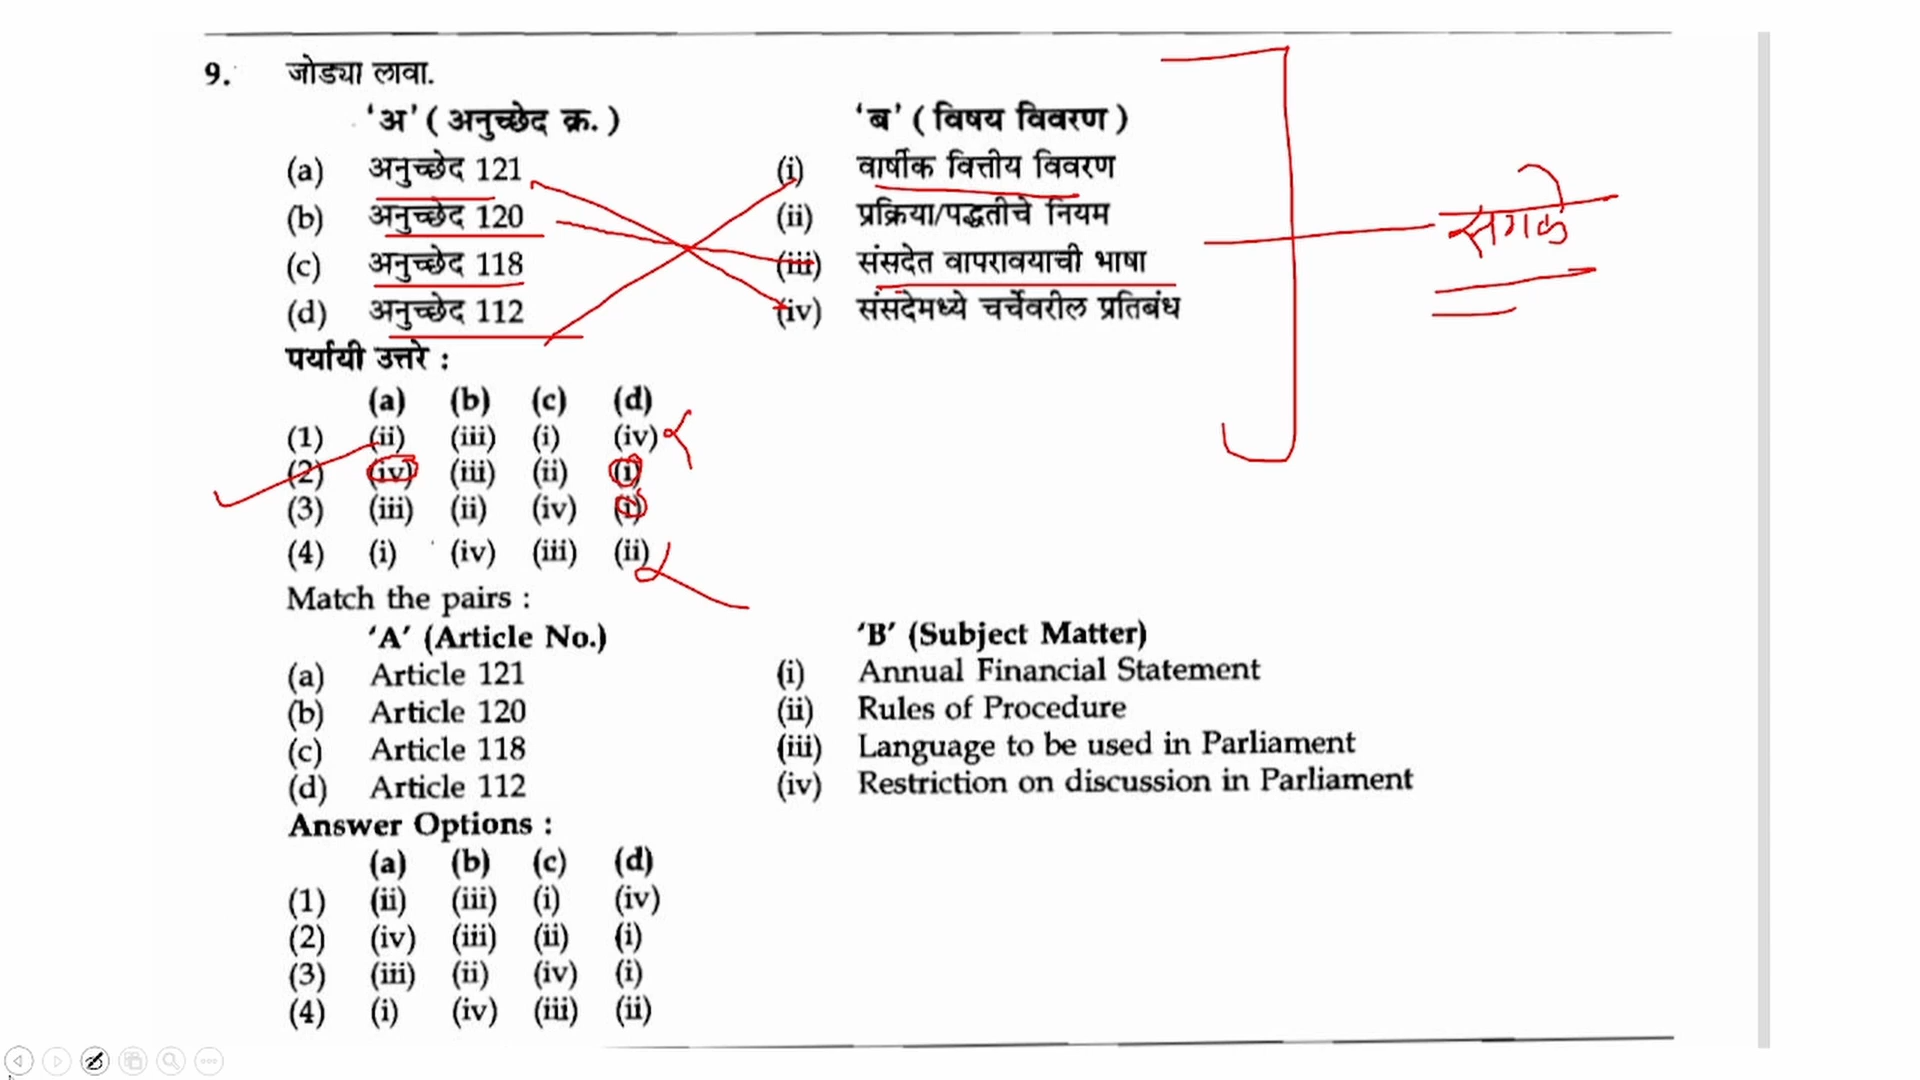 9. जोड्या लावा.
'अ' ( अनुच्छेद क्र. ) 'ब' ( विषय विवरण )
(a) अनुच्छेद 121 (i) वार्षीक वित्तीय विवरण
(b) अनुच्छेद 120 (ii) प्रक्रिया/पद्धतीचे नियम
(c) अनुच्छेद 118 (iii) संसदेत वापरावयाची भाषा
(d) अनुच्छेद 112 (iv) संसदेमध्ये चर्चेवरील प्रतिबंध
सगळे
पर्यायी उत्तरे :
(a) (b) (c) (d)
(1) (ii) (iii) (i) (iv)
(2) (iv) (iii) (ii) (i)
(3) (iii) (ii) (iv) (i)
(4) (i) (iv) (iii) (ii)
Match the pairs :
'A' (Article No.) 'B' (Subject Matter)
(a) Article 121 (i) Annual Financial Statement
(b) Article 120 (ii) Rules of Procedure
(c) Article 118 (iii) Language to be used in Parliament
(d) Article 112 (iv) Restriction on discussion in Parliament
Answer Options :
(a) (b) (c) (d)
(1) (ii) (iii) (i) (iv)
(2) (iv) (iii) (ii) (i)
(3) (iii) (ii) (iv) (i)
(4) (i) (iv) (iii) (ii)